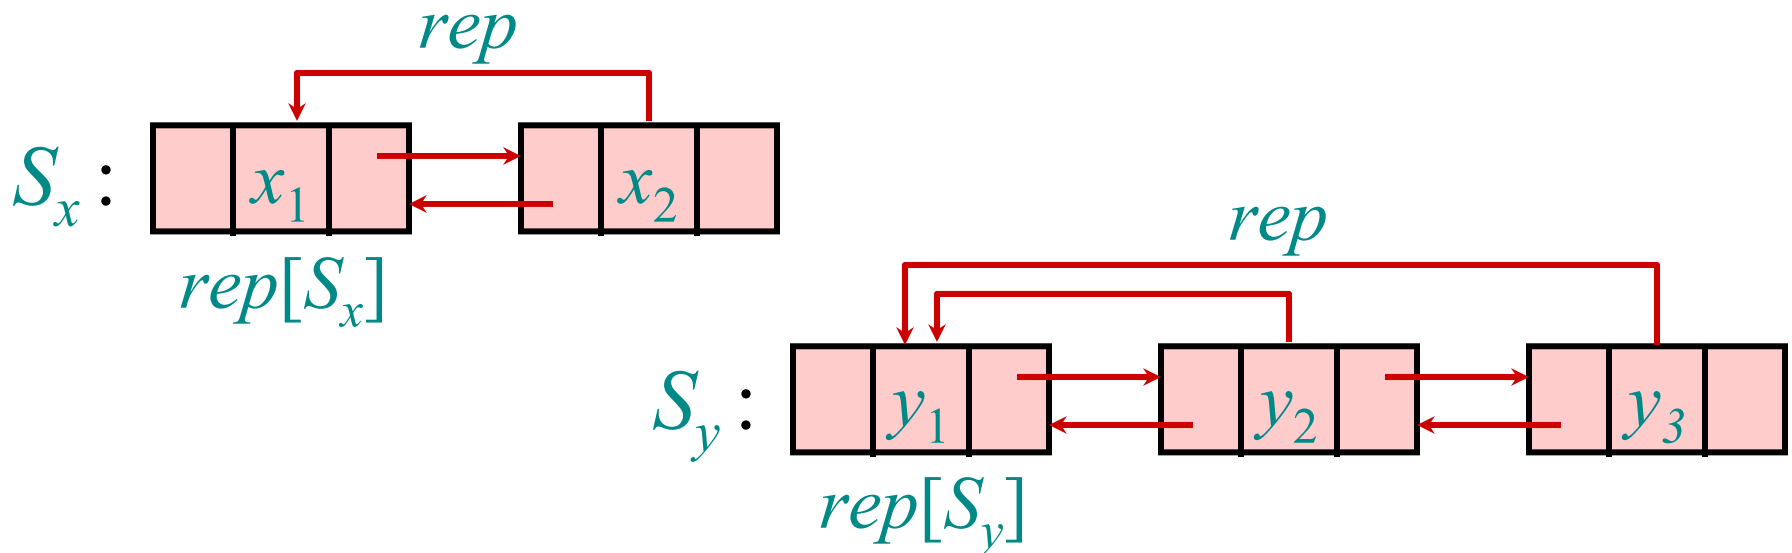 rep
Sx : x1 x2
rep[Sx]
rep
Sy : y1 y2 y3
rep[Sy]